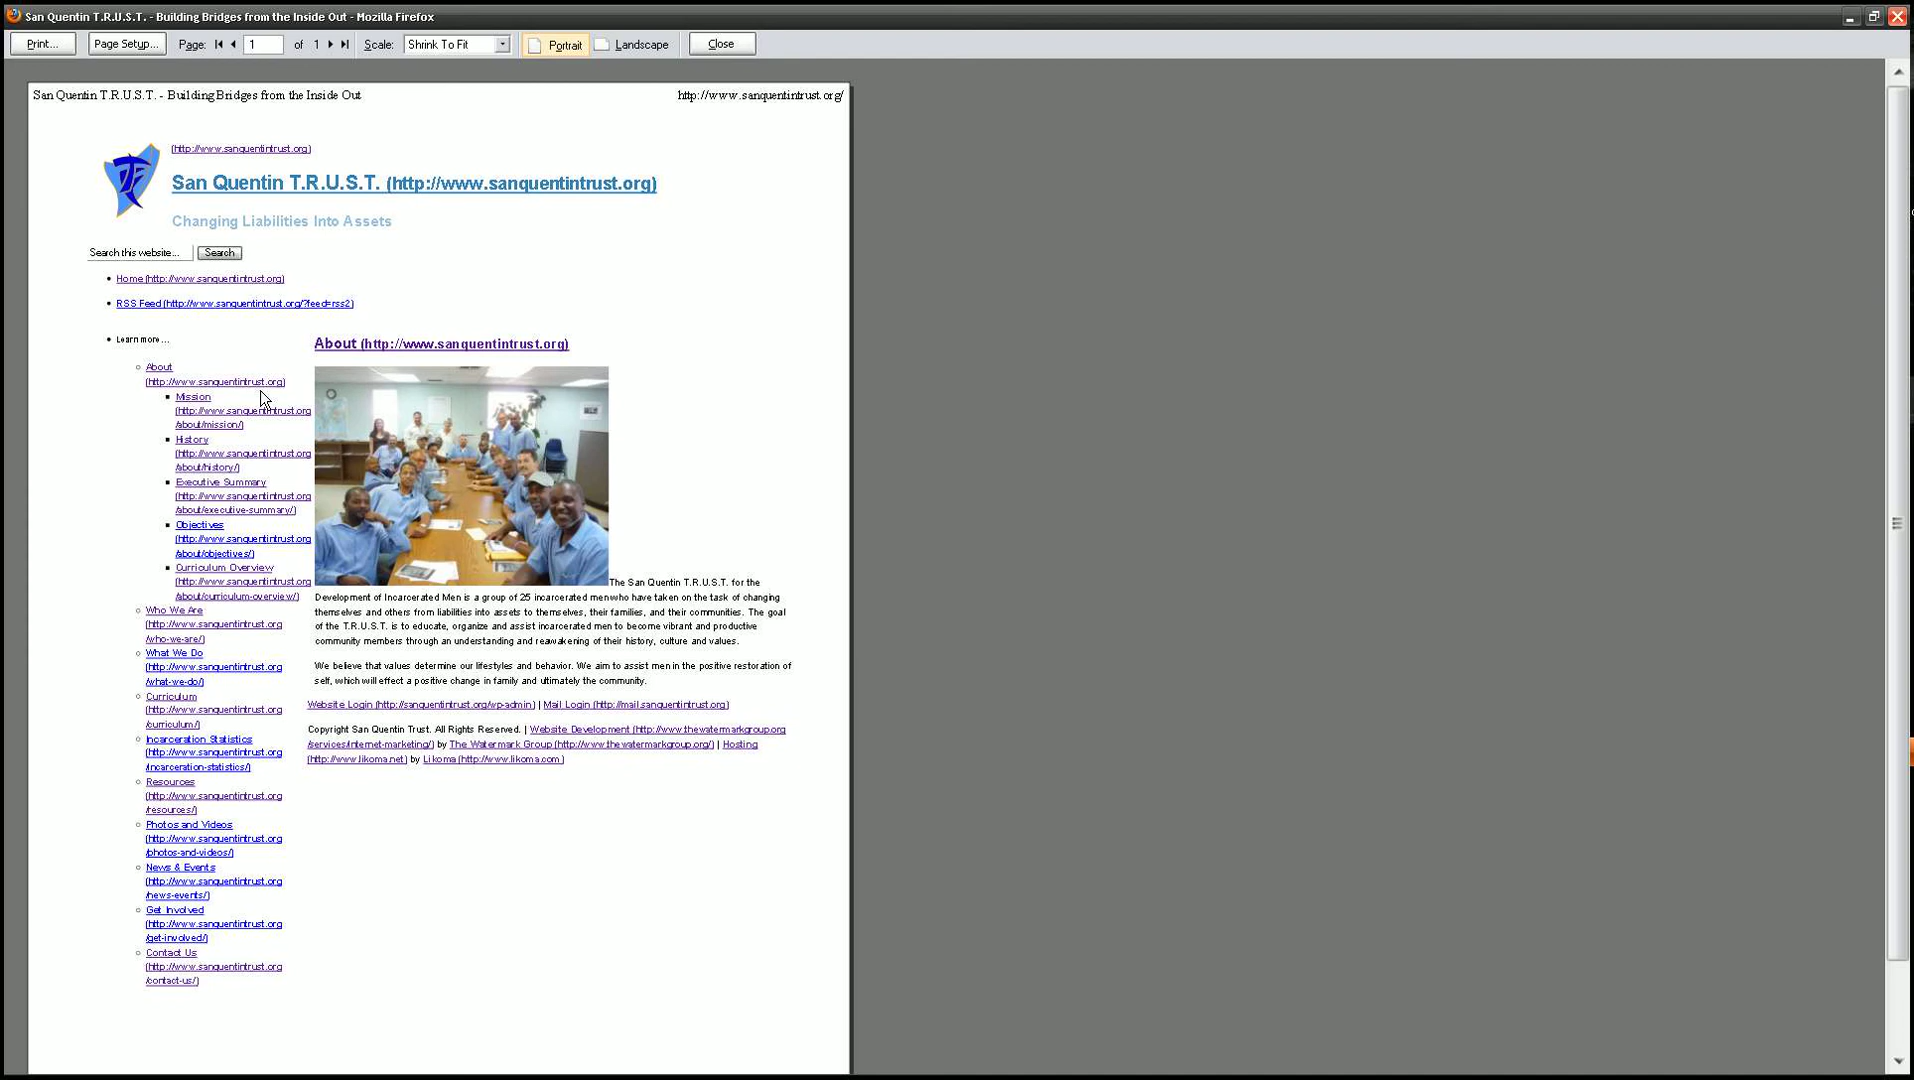 San Quentin T.R.U.S.T. - Building Bridges from the Inside Out - Mozilla Firefox
Print... Page Setup... Page: 1 of 1 Scale: Shrink To Fit Portrait Landscape Close
San Quentin T.R.U.S.T. - Building Bridges from the Inside Out http://www.sanquentintrust.org/
(http://www.sanquentintrust.org)
San Quentin T.R.U.S.T. (http://www.sanquentintrust.org)
Changing Liabilities Into Assets
Search this website... Search
Home (http://www.sanquentintrust.org)
RSS Feed (http://www.sanquentintrust.org/?feed=rss2)
Learn more ...
About
(http://www.sanquentintrust.org)
Mission
(http://www.sanquentintrust.org
/about/mission/)
History
(http://www.sanquentintrust.org
/about/history/)
Executive Summary
(http://www.sanquentintrust.org
/about/executive-summary/)
Objectives
(http://www.sanquentintrust.org
/about/objectives/)
Curriculum Overview
(http://www.sanquentintrust.org
/about/curriculum-overview/)
Who We Are
(http://www.sanquentintrust.org
/who-we-are/)
What We Do
(http://www.sanquentintrust.org
/what-we-do/)
Curriculum
(http://www.sanquentintrust.org
/curriculum/)
Incarceration Statistics
(http://www.sanquentintrust.org
/incarceration-statistics/)
Resources
(http://www.sanquentintrust.org
/resources/)
Photos and Videos
(http://www.sanquentintrust.org
/photos-and-videos/)
News & Events
(http://www.sanquentintrust.org
/news-events/)
Get Involved
(http://www.sanquentintrust.org
/get-involved/)
Contact Us
(http://www.sanquentintrust.org
/contact-us/)
About (http://www.sanquentintrust.org)
The San Quentin T.R.U.S.T. for the
Development of Incarcerated Men is a group of 25 incarcerated men who have taken on the task of changing
themselves and others from liabilities into assets to themselves, their families, and their communities. The goal
of the T.R.U.S.T. is to educate, organize and assist incarcerated men to become vibrant and productive
community members through an understanding and reawakening of their history, culture and values.
We believe that values determine our lifestyles and behavior. We aim to assist men in the positive restoration of
self, which will effect a positive change in family and ultimately the community.
Website Login (http://sanquentintrust.org/wp-admin) | Mail Login (http://mail.sanquentintrust.org)
Copyright San Quentin Trust. All Rights Reserved. | Website Development (http://www.thewatermarkgroup.org
/services/internet-marketing/) by The Watermark Group (http://www.thewatermarkgroup.org/) | Hosting
(http://www.likoma.net) by Likoma (http://www.likoma.com)